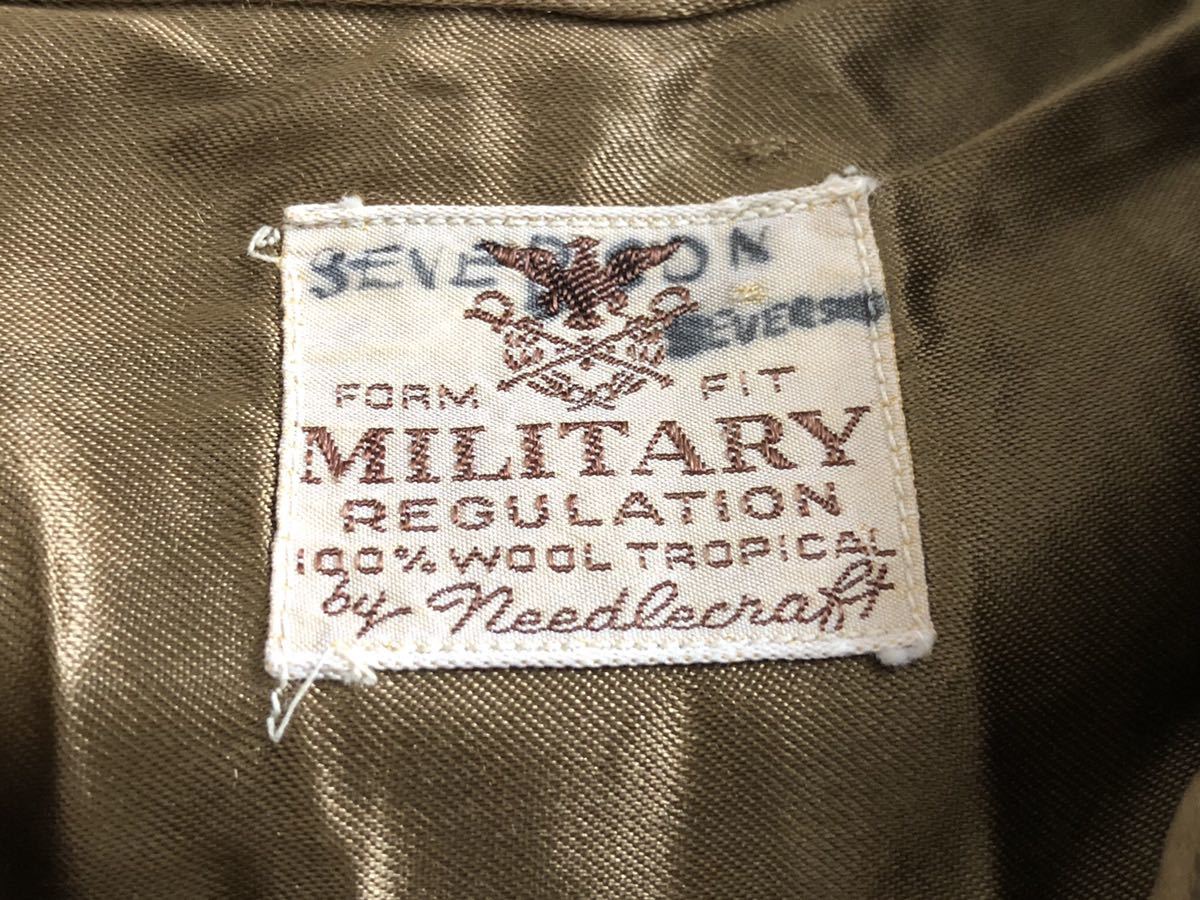 FORM FIT
MILITARY
REGULATION
100% WOOL TROPICAL
by Needlecraft